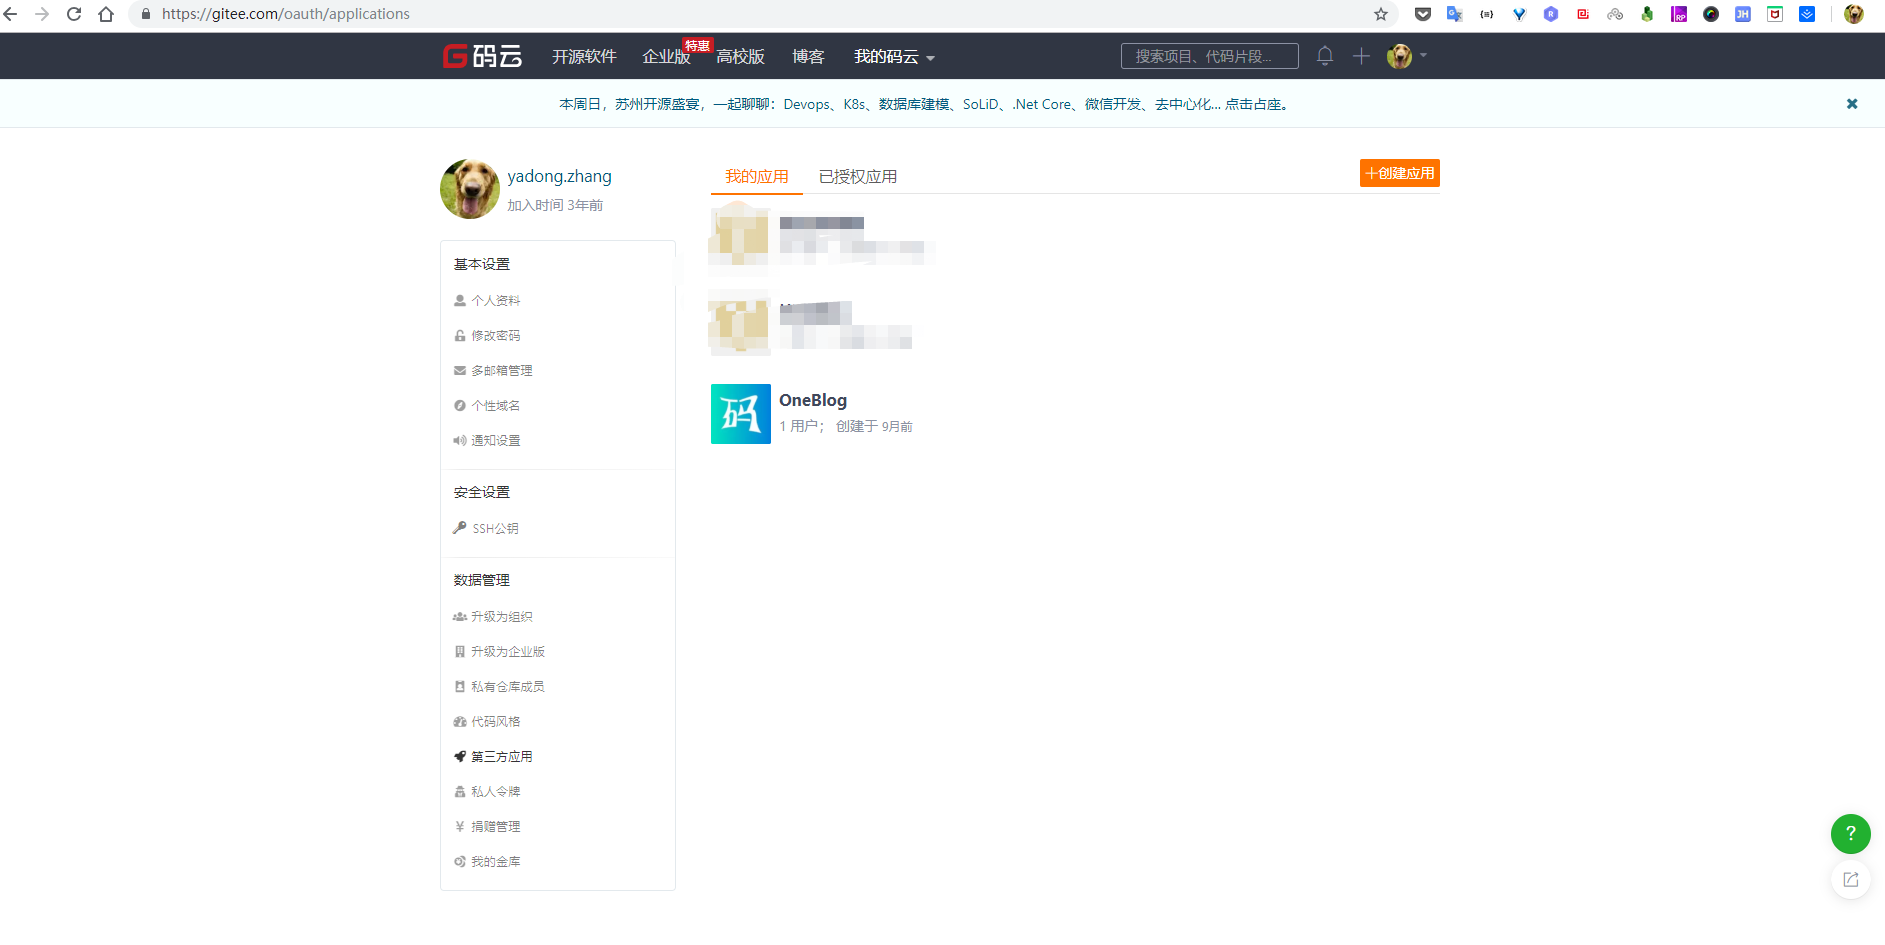 https://gitee.com/oauth/applications
G码云
开源软件
企业版
特惠
高校版
博客
我的码云
搜索项目、代码片段...
本周日，苏州开源盛宴，一起聊聊：Devops、K8s、数据库建模、SoLiD、.Net Core、微信开发、去中心化... 点击占座。
yadong.zhang
加入时间 3年前
基本设置
个人资料
修改密码
多邮箱管理
个性域名
通知设置
安全设置
SSH公钥
数据管理
升级为组织
升级为企业版
私有仓库成员
代码风格
第三方应用
私人令牌
¥ 捐赠管理
我的金库
我的应用
已授权应用
+创建应用
码
OneBlog
1 用户； 创建于 9月前
?